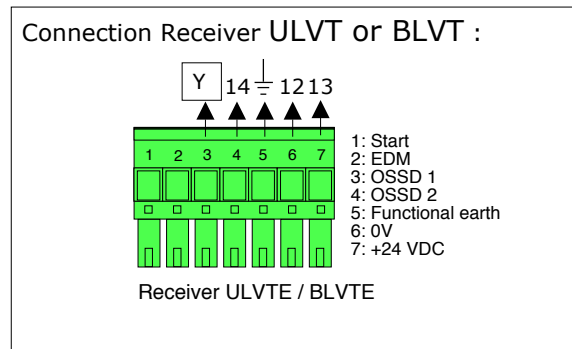 Connection Receiver ULVT or BLVT :
Y 14 12 13
1 2 3 4 5 6 7
1: Start
2: EDM
3: OSSD 1
4: OSSD 2
5: Functional earth
6: 0V
7: +24 VDC
Receiver ULVTE / BLVTE